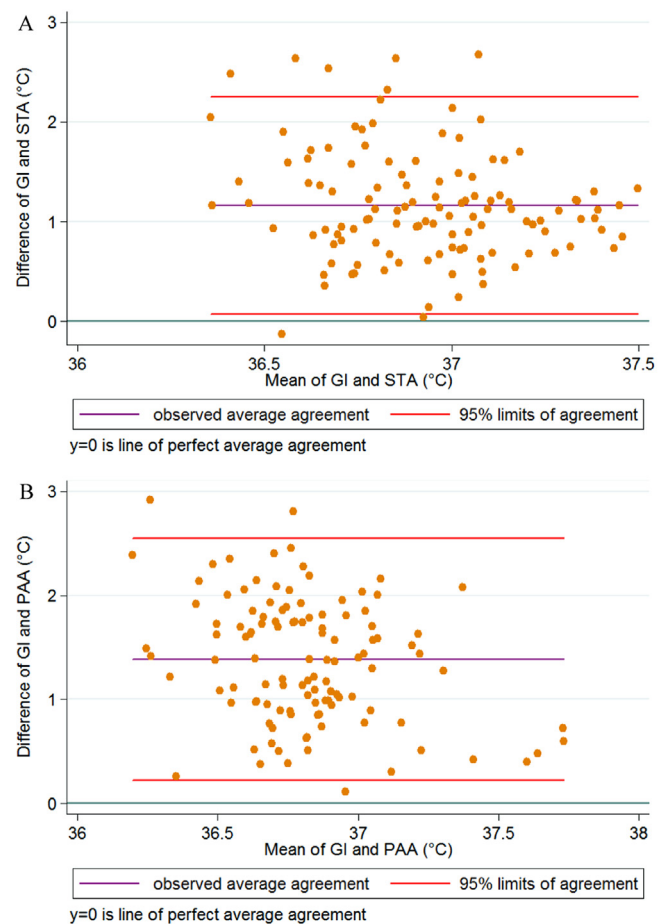 A
Difference of GI and STA (°C)
3
2
1
0
36
36.5
37
37.5
Mean of GI and STA (°C)
observed average agreement
95% limits of agreement
y=0 is line of perfect average agreement
B
Difference of GI and PAA (°C)
3
2
1
0
36
36.5
37
37.5
38
Mean of GI and PAA (°C)
observed average agreement
95% limits of agreement
y=0 is line of perfect average agreement